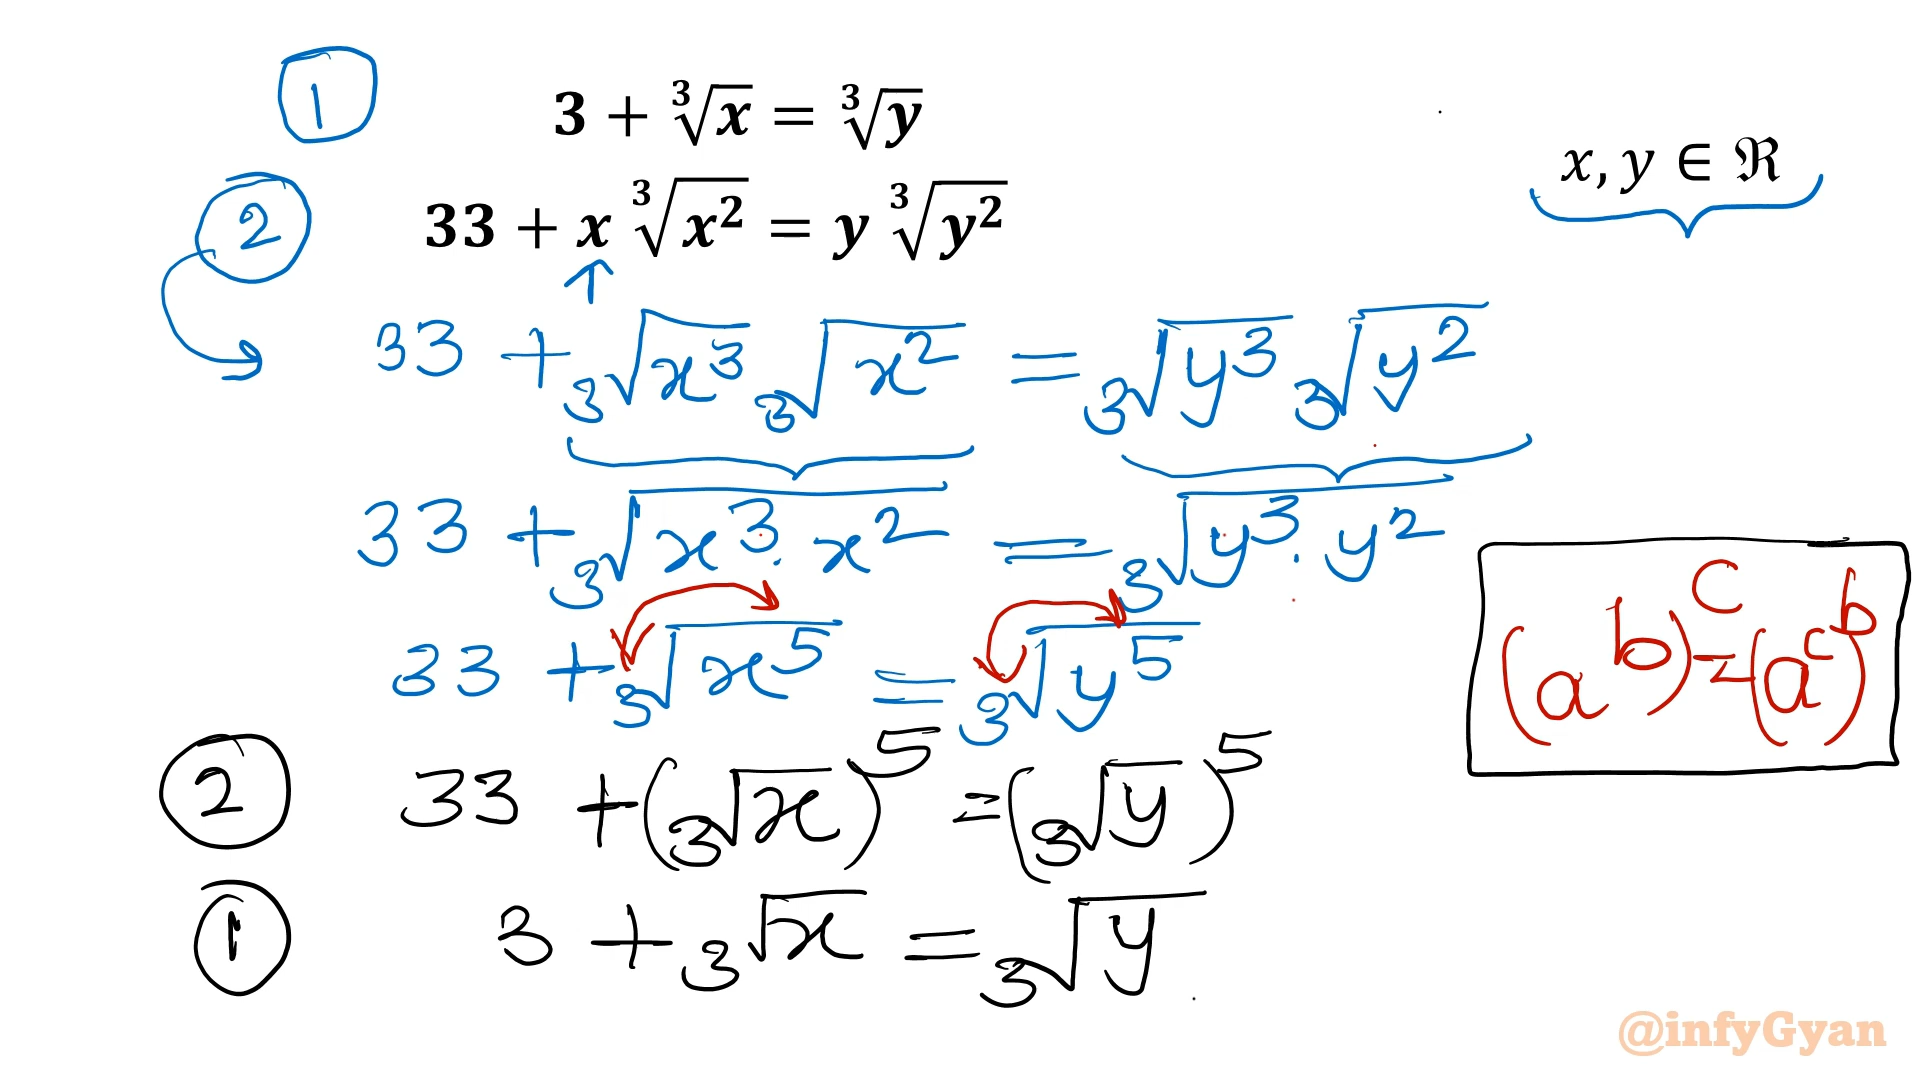 1
3 + ∛x = ∛y
x, y ∈ ℜ
2
33 + x ∛x² = y ∛y²
33 + ∛x³ ∛x² = ∛y³ ∛y²
33 + ∛x³·x² = ∛y³·y²
33 + ∛x⁵ = ∛y⁵
(a^b)^c = (a^c)^b
2 33 + (∛x)⁵ = (∛y)⁵
1 3 + ∛x = ∛y
@infyGyan